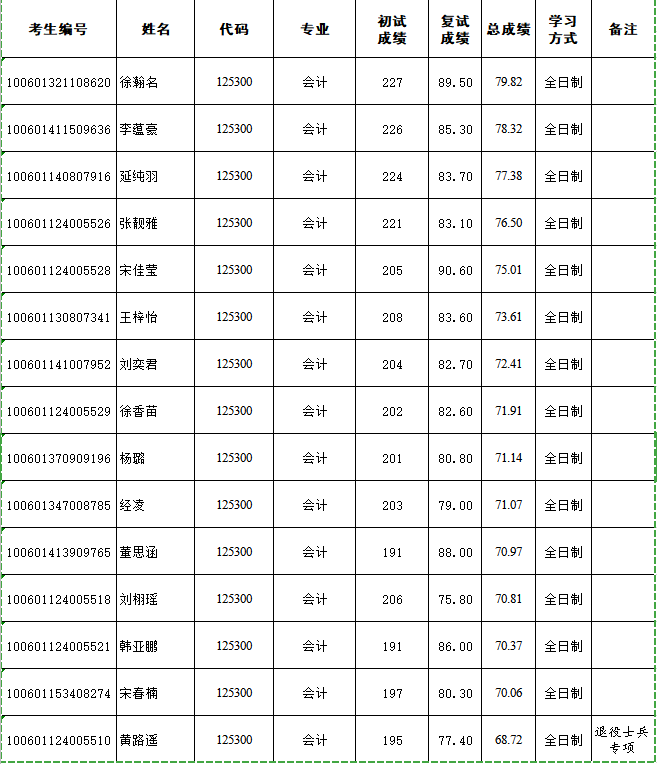 考生编号 姓名 代码 专业 初试成绩 复试成绩 总成绩 学习方式 备注
100601321108620 徐瀚名 125300 会计 227 89.50 79.82 全日制
100601411509636 李蕴豪 125300 会计 226 85.30 78.32 全日制
100601140807916 延纯羽 125300 会计 224 83.70 77.38 全日制
100601124005526 张靓雅 125300 会计 221 83.10 76.50 全日制
100601124005528 宋佳莹 125300 会计 205 90.60 75.01 全日制
100601130807341 王梓怡 125300 会计 208 83.60 73.61 全日制
100601141007952 刘奕君 125300 会计 204 82.70 72.41 全日制
100601124005529 徐香苗 125300 会计 202 82.60 71.91 全日制
100601370909196 杨璐 125300 会计 201 80.80 71.14 全日制
100601347008785 经凌 125300 会计 203 79.00 71.07 全日制
100601413909765 董思涵 125300 会计 191 88.00 70.97 全日制
100601124005518 刘栩瑶 125300 会计 206 75.80 70.81 全日制
100601124005521 韩亚鹏 125300 会计 191 86.00 70.37 全日制
100601153408274 宋春楠 125300 会计 197 80.30 70.06 全日制
100601124005510 黄路遥 125300 会计 195 77.40 68.72 全日制 退役士兵专项